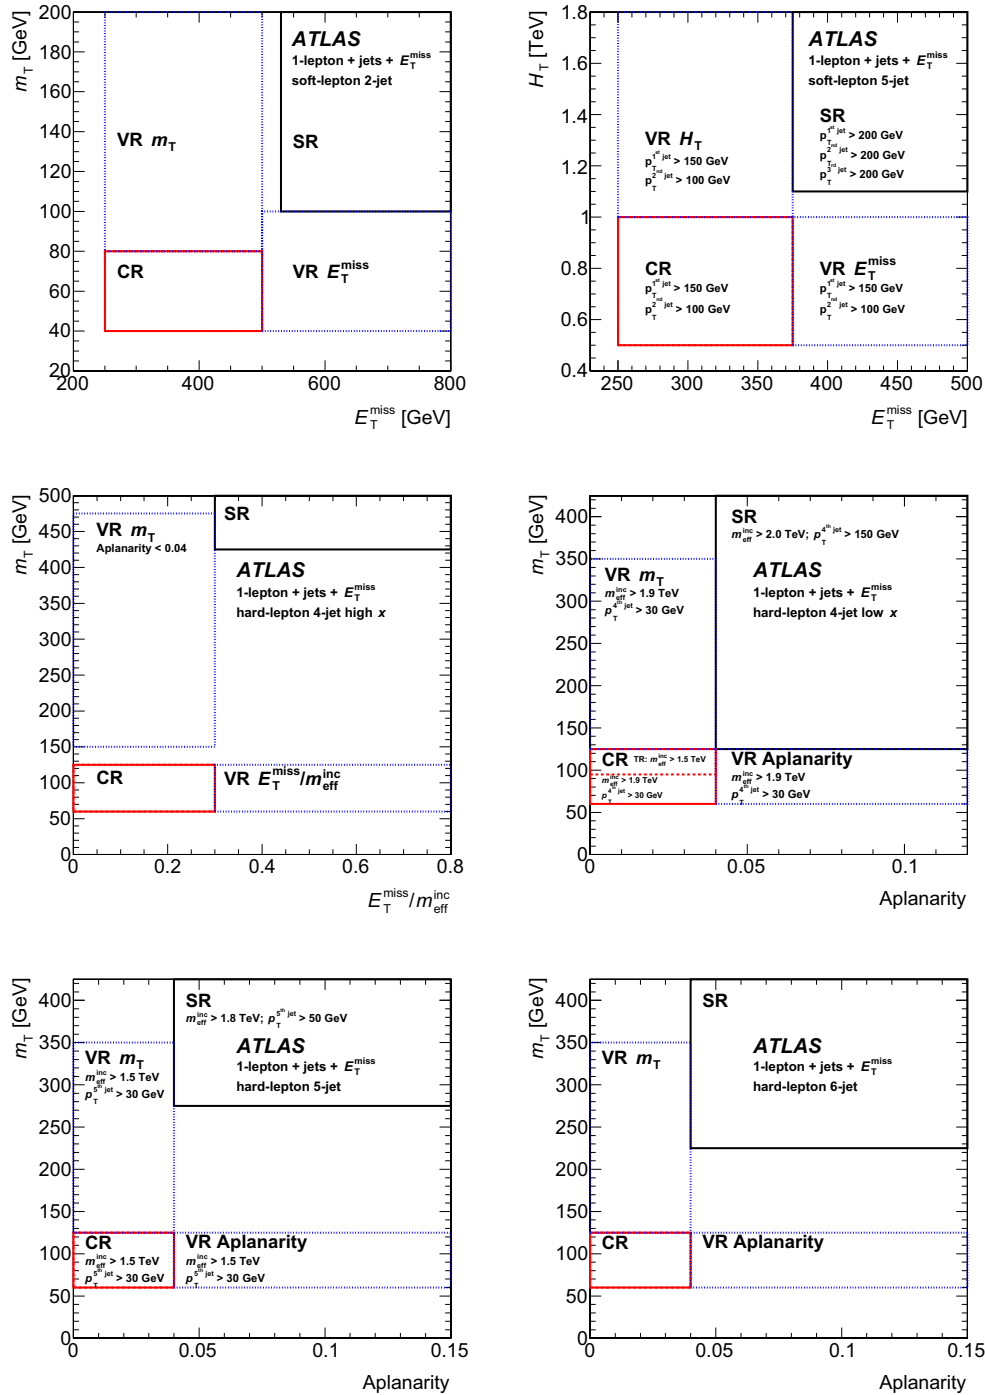 m_T [GeV]
200
180
160
140
120
100
80
60
40
20
200 400 600 800
E_T^miss [GeV]
ATLAS
1-lepton + jets + E_T^miss
soft-lepton 2-jet
VR m_T
SR
CR
VR E_T^miss
H_T [TeV]
1.8
1.6
1.4
1.2
1
0.8
0.6
0.4
250 300 350 400 450 500
E_T^miss [GeV]
ATLAS
1-lepton + jets + E_T^miss
soft-lepton 5-jet
SR
p_T^1st jet > 200 GeV
p_T^2nd jet > 200 GeV
p_T^3rd jet > 200 GeV
VR H_T
p_T^1st jet > 150 GeV
p_T^2nd jet > 100 GeV
CR
p_T^1st jet > 150 GeV
p_T^2nd jet > 100 GeV
VR E_T^miss
p_T^1st jet > 150 GeV
p_T^2nd jet > 100 GeV
m_T [GeV]
500
450
400
350
300
250
200
150
100
50
0
0 0.2 0.4 0.6 0.8
E_T^miss/m_eff^inc
VR m_T
Aplanarity < 0.04
SR
ATLAS
1-lepton + jets + E_T^miss
hard-lepton 4-jet high x
CR
VR E_T^miss/m_eff^inc
m_T [GeV]
400
350
300
250
200
150
100
50
0
0 0.05 0.1
Aplanarity
SR
m_eff^inc > 2.0 TeV; p_T^4th jet > 150 GeV
VR m_T
m_eff^inc > 1.9 TeV
p_T^4th jet > 30 GeV
ATLAS
1-lepton + jets + E_T^miss
hard-lepton 4-jet low x
CR TR: m_eff^inc > 1.5 TeV
m_eff^inc > 1.9 TeV
p_T^4th jet > 30 GeV
VR Aplanarity
m_eff^inc > 1.9 TeV
p_T^4th jet > 30 GeV
m_T [GeV]
400
350
300
250
200
150
100
50
0
0 0.05 0.1 0.15
Aplanarity
SR
m_eff^inc > 1.8 TeV; p_T^5th jet > 50 GeV
VR m_T
m_eff^inc > 1.5 TeV
p_T^5th jet > 30 GeV
ATLAS
1-lepton + jets + E_T^miss
hard-lepton 5-jet
CR
m_eff^inc > 1.5 TeV
p_T^5th jet > 30 GeV
VR Aplanarity
m_eff^inc > 1.5 TeV
p_T^5th jet > 30 GeV
m_T [GeV]
400
350
300
250
200
150
100
50
0
0 0.05 0.1 0.15
Aplanarity
SR
VR m_T
ATLAS
1-lepton + jets + E_T^miss
hard-lepton 6-jet
CR
VR Aplanarity